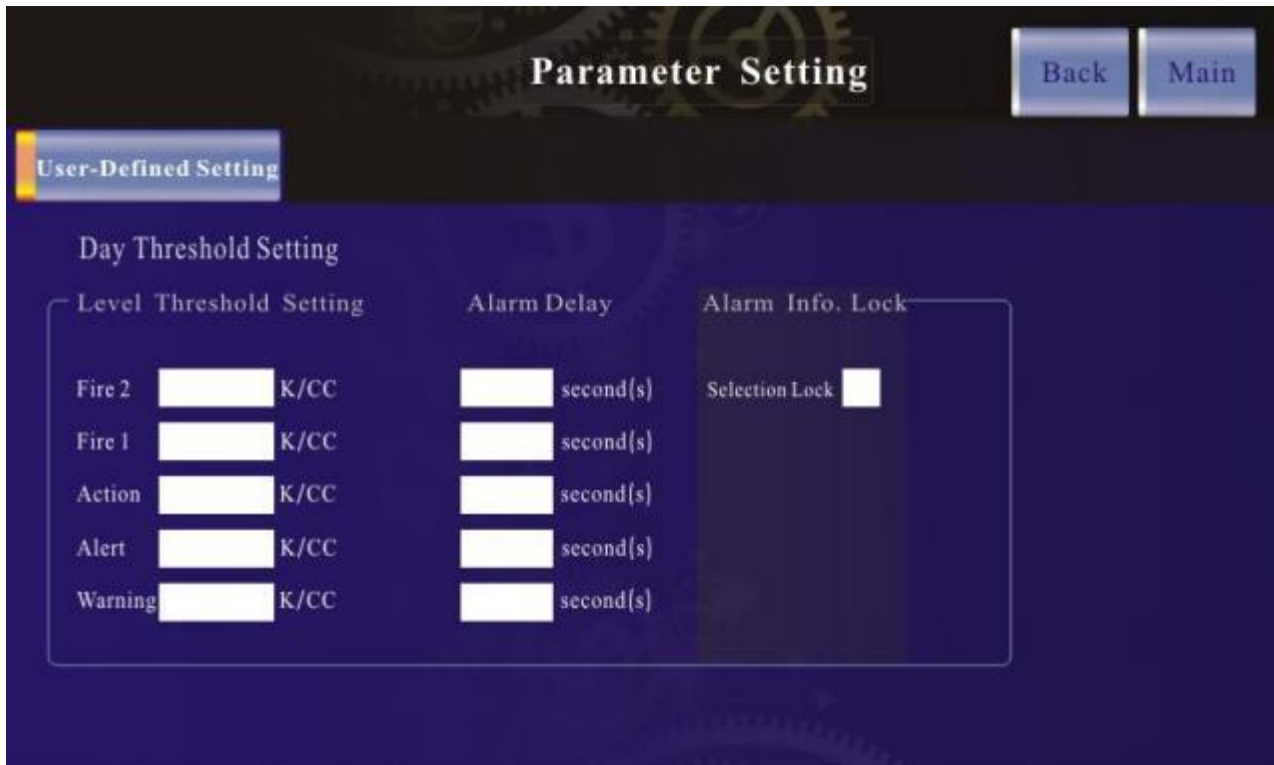 Parameter Setting
Back
Main
User-Defined Setting
Day Threshold Setting
Level Threshold Setting Alarm Delay Alarm Info. Lock
Fire 2 K/CC second(s) Selection Lock
Fire 1 K/CC second(s)
Action K/CC second(s)
Alert K/CC second(s)
Warning K/CC second(s)